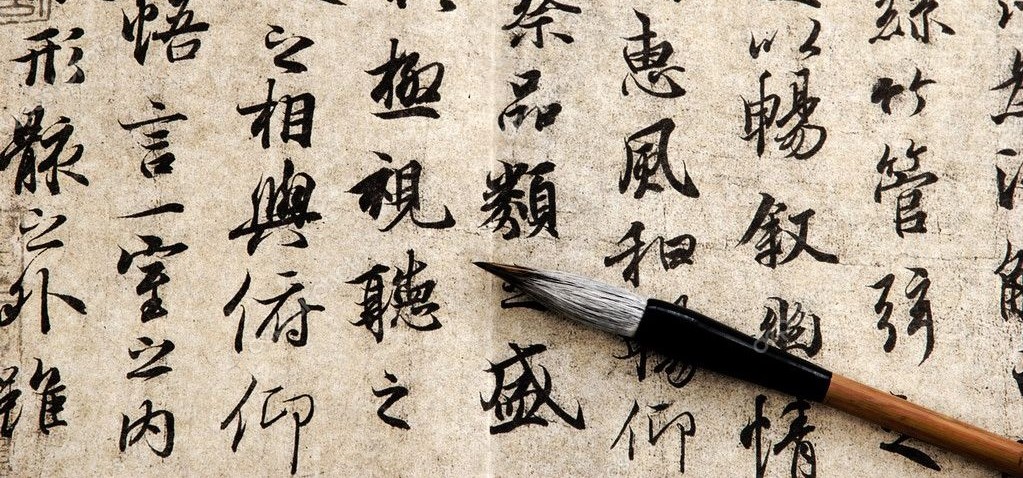 絲竹管弦之
以暢叙幽情
惠風和暢仰
察品類之盛
極視聽之
之相與俯仰
悟言一室之內
形骸之外雖